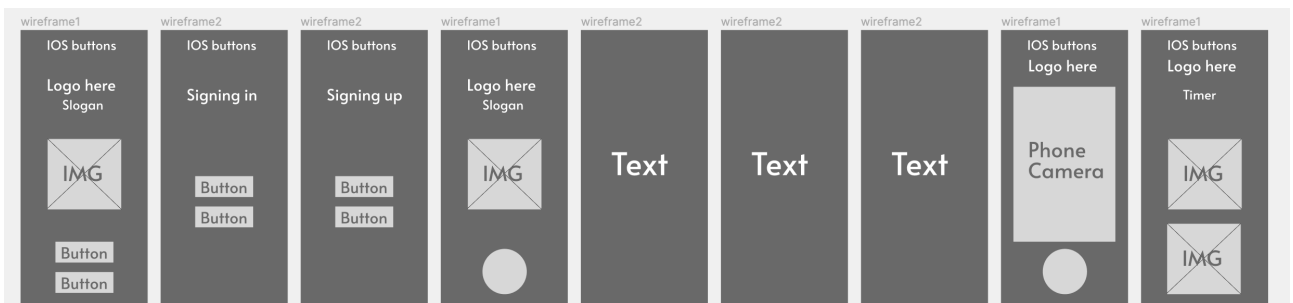 wireframe1
IOS buttons
Logo here
Slogan
IMG
Button
Button
wireframe2
IOS buttons
Signing in
Button
Button
wireframe2
IOS buttons
Signing up
Button
Button
wireframe1
IOS buttons
Logo here
Slogan
IMG
wireframe2
Text
wireframe2
Text
wireframe2
Text
wireframe1
IOS buttons
Logo here
Phone
Camera
wireframe1
IOS buttons
Logo here
Timer
IMG
IMG